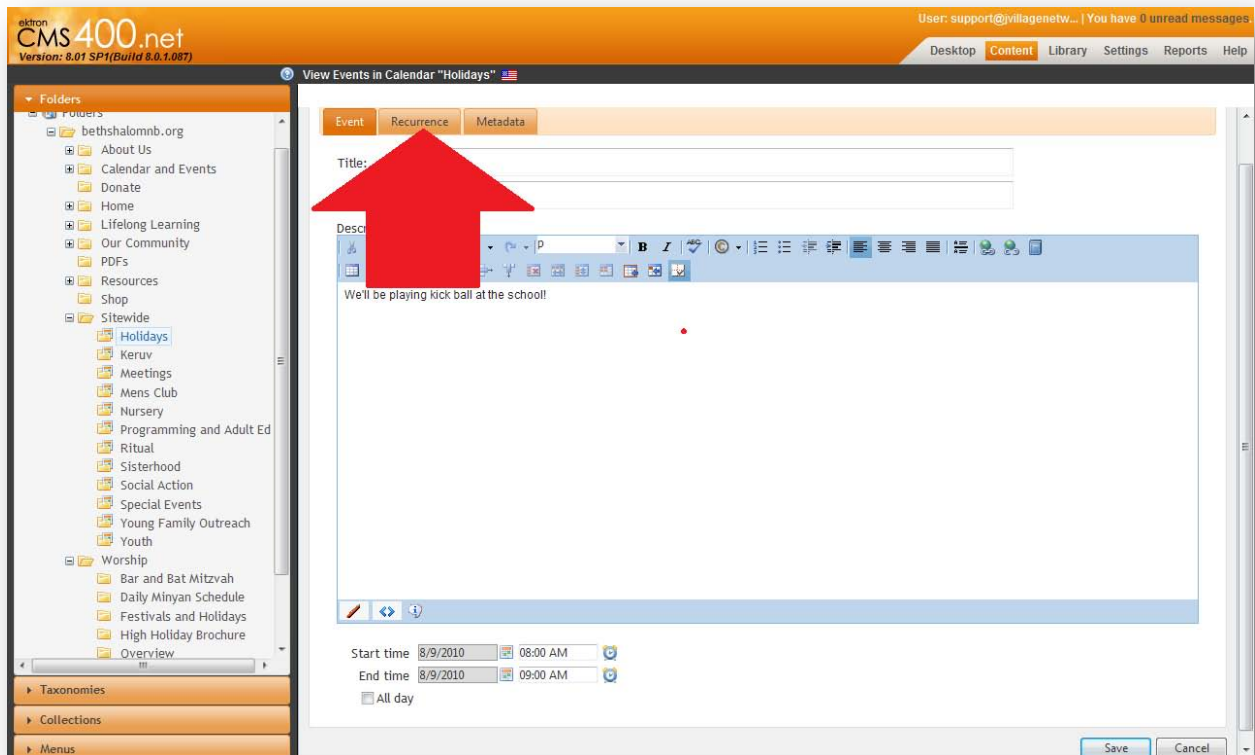 ektron
CMS400.net
Version: 8.01 SP1(Build 8.0.1.087)
User: support@jvillagenetw... | You have 0 unread messages
Desktop Content Library Settings Reports Help
View Events in Calendar "Holidays"
Folders
Folders
bethshalomnb.org
About Us
Calendar and Events
Donate
Home
Lifelong Learning
Our Community
PDFs
Resources
Shop
Sitewide
Holidays
Keruv
Meetings
Mens Club
Nursery
Programming and Adult Ed
Ritual
Sisterhood
Social Action
Special Events
Young Family Outreach
Youth
Worship
Bar and Bat Mitzvah
Daily Minyan Schedule
Festivals and Holidays
High Holiday Brochure
Overview
Taxonomies
Collections
Menus
Event Recurrence Metadata
Title:
P B I ABC
We'll be playing kick ball at the school!
Start time 8/9/2010 08:00 AM
End time 8/9/2010 09:00 AM
All day
Save Cancel